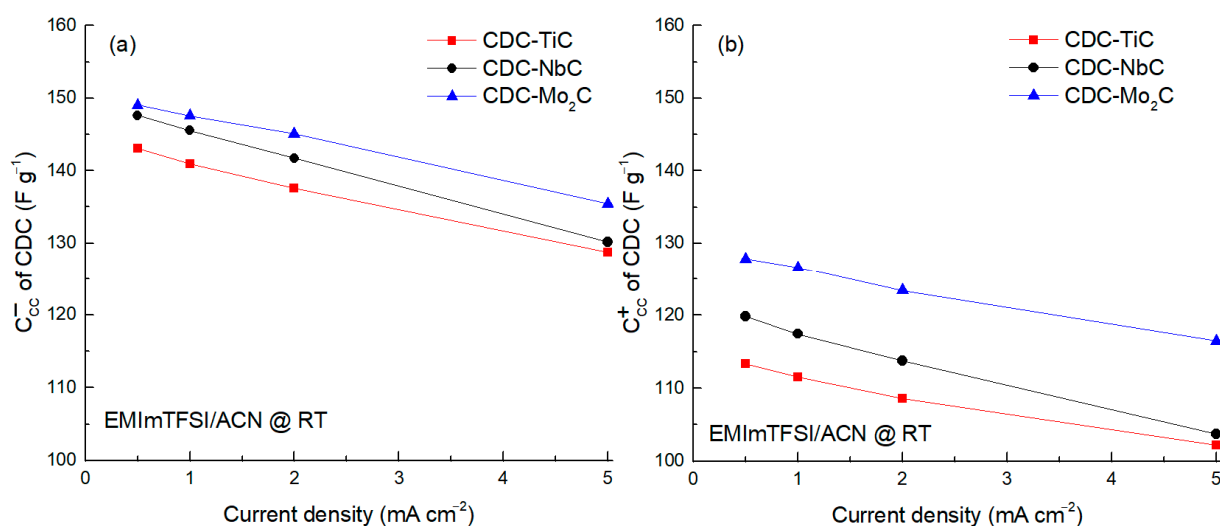 (a)
CDC-TiC
CDC-NbC
CDC-Mo₂C
160
150
140
130
120
110
100
C̅cc of CDC (F g⁻¹)
EMImTFSI/ACN @ RT
0 1 2 3 4 5
Current density (mA cm⁻²)
(b)
CDC-TiC
CDC-NbC
CDC-Mo₂C
160
150
140
130
120
110
100
C⁺cc of CDC (F g⁻¹)
EMImTFSI/ACN @ RT
0 1 2 3 4 5
Current density (mA cm⁻²)